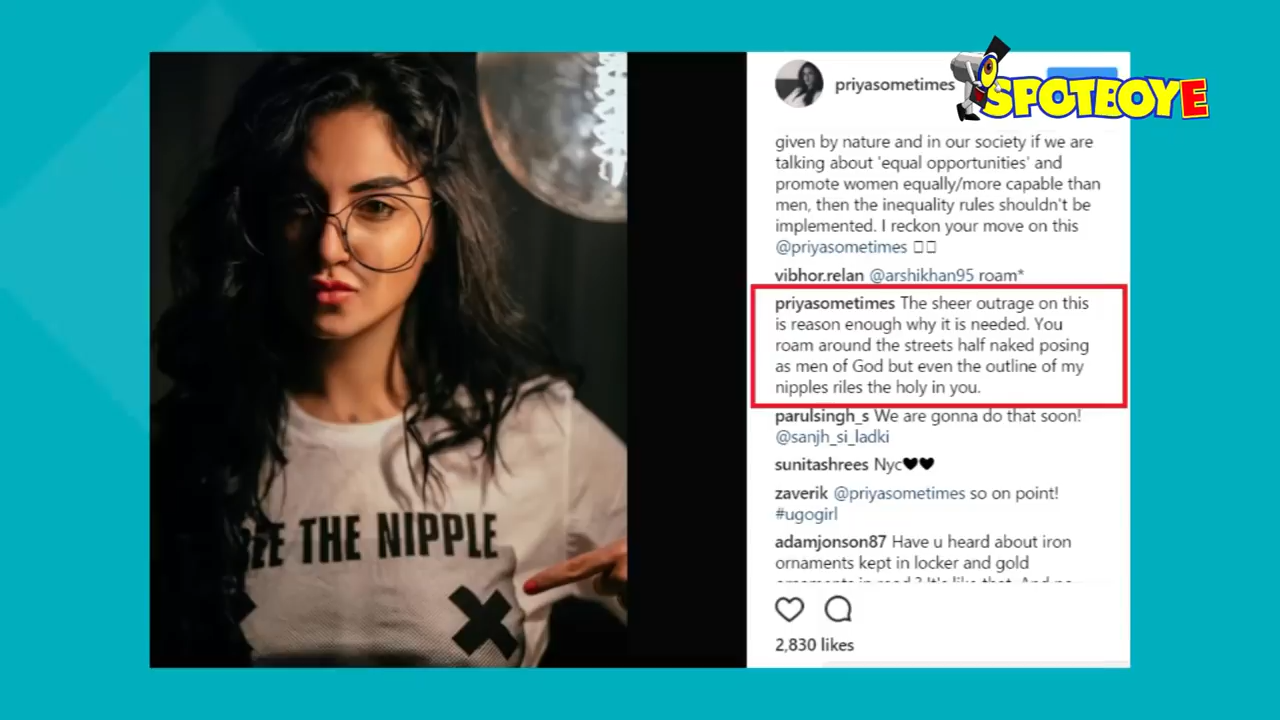 SPOTBOYE
priyasometimes
given by nature and in our society if we are
talking about 'equal opportunities' and
promote women equally/more capable than
men, then the inequality rules shouldn't be
implemented. I reckon your move on this
@priyasometimes
vibhor.relan @arshikhan95 roam*
priyasometimes The sheer outrage on this
is reason enough why it is needed. You
roam around the streets half naked posing
as men of God but even the outline of my
nipples riles the holy in you.
parulsingh_s We are gonna do that soon!
@sanjh_si_ladki
sunitashrees Nyc🖤🖤
zaverik @priyasometimes so on point!
#ugogirl
adamjonson87 Have u heard about iron
ornaments kept in locker and gold
2,830 likes
THE NIPPLE